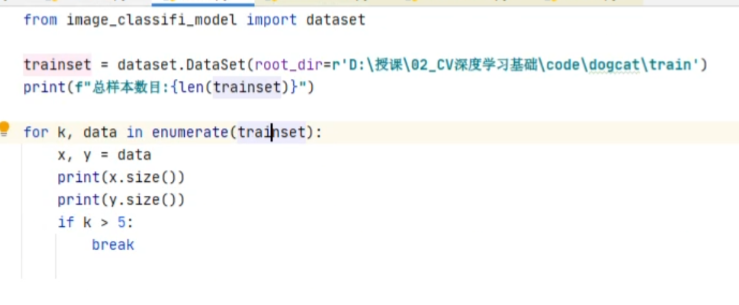 from image_classifi_model import dataset
trainset = dataset.DataSet(root_dir=r'D:\授课\02_CV深度学习基础\code\dogcat\train')
print(f"总样本数目:{len(trainset)}")
for k, data in enumerate(trainset):
    x, y = data
    print(x.size())
    print(y.size())
    if k > 5:
        break